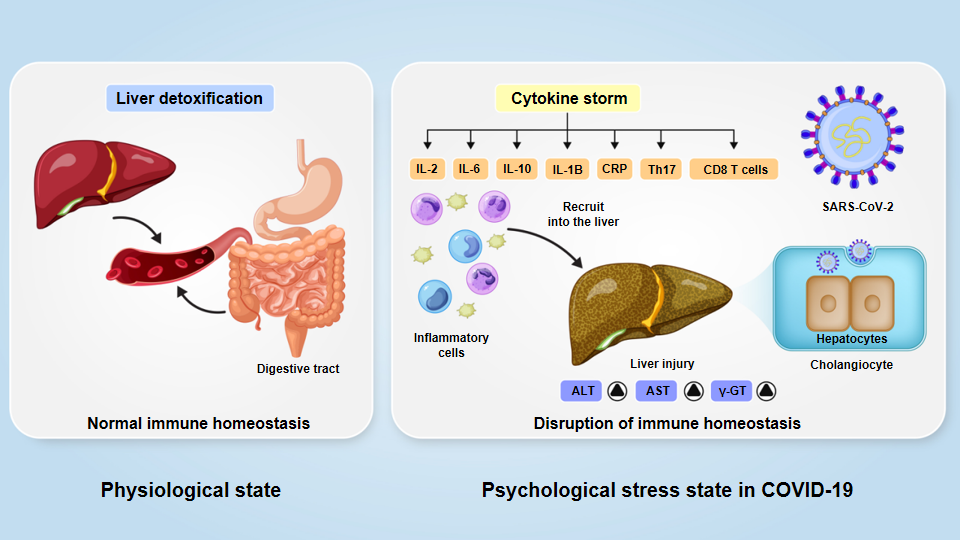 Liver detoxification
Digestive tract
Normal immune homeostasis
Physiological state
Cytokine storm
IL-2
IL-6
IL-10
IL-1B
CRP
Th17
CD8 T cells
SARS-CoV-2
Recruit
into the liver
Inflammatory
cells
Hepatocytes
Cholangiocyte
Liver injury
ALT
AST
γ-GT
Disruption of immune homeostasis
Psychological stress state in COVID-19